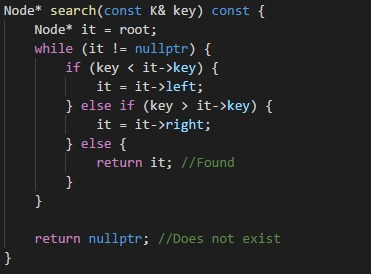 Node* search(const K& key) const {
    Node* it = root;
    while (it != nullptr) {
        if (key < it->key) {
            it = it->left;
        } else if (key > it->key) {
            it = it->right;
        } else {
            return it; //Found
        }
    }

    return nullptr; //Does not exist
}